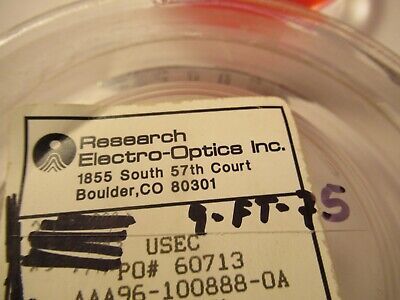 Research
Electro-Optics Inc.
1855 South 57th Court
Boulder,CO 80301
9-FT-75
USEC
PO# 60713
AAA96-100888-0A